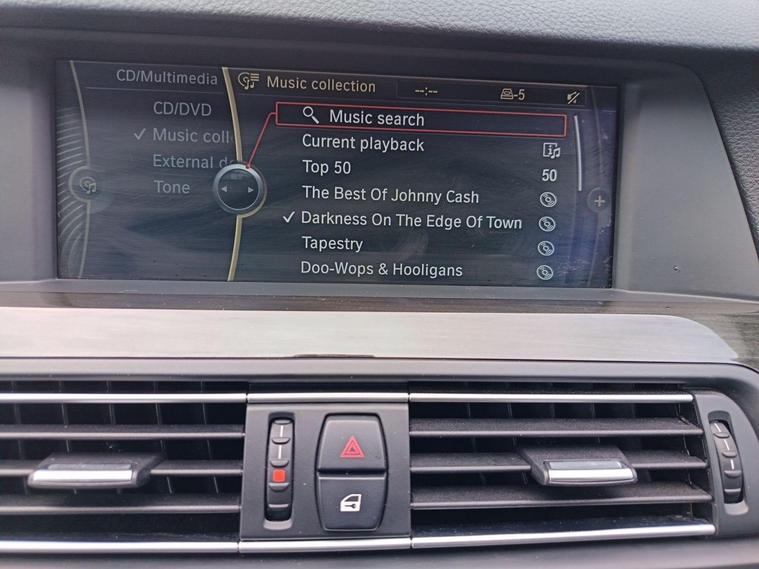 CD/Multimedia
Music collection
--:--
-5
CD/DVD
Music coll
External d
Tone
Music search
Current playback
Top 50
50
The Best Of Johnny Cash
Darkness On The Edge Of Town
Tapestry
Doo-Wops & Hooligans